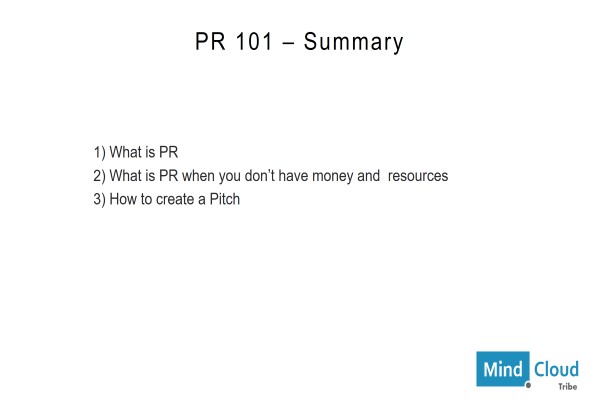 PR 101 – Summary
1) What is PR
2) What is PR when you don’t have money and  resources
3) How to create a Pitch
Mind Cloud
Tribe